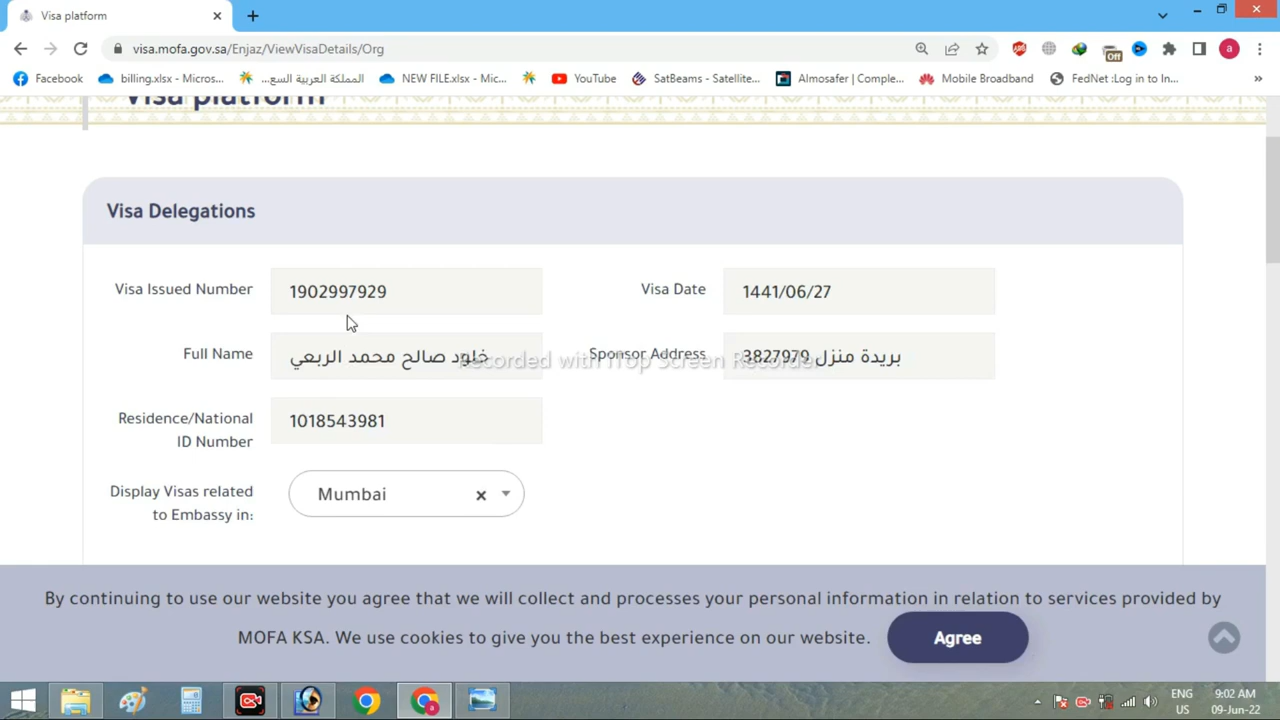 Visa platform
visa.mofa.gov.sa/Enjaz/ViewVisaDetails/Org
a
Facebook
billing.xlsx - Micros...
المملكة العربية السع...
NEW FILE.xlsx - Mic...
YouTube
SatBeams - Satellite...
Almosafer | Comple...
Mobile Broadband
FedNet :Log in to In...
»
Off
Visa platform
Visa Delegations
Visa Issued Number
1902997929
Visa Date
1441/06/27
Full Name
خلود صالح محمد الربعي
Sponsor Address
بريدة منزل 3827979
Recorded with iTop Screen Recorder
Residence/National
ID Number
1018543981
Display Visas related
to Embassy in:
Mumbai
By continuing to use our website you agree that we will collect and processes your personal information in relation to services provided by
MOFA KSA. We use cookies to give you the best experience on our website.
Agree
ENG
US
9:02 AM
09-Jun-22